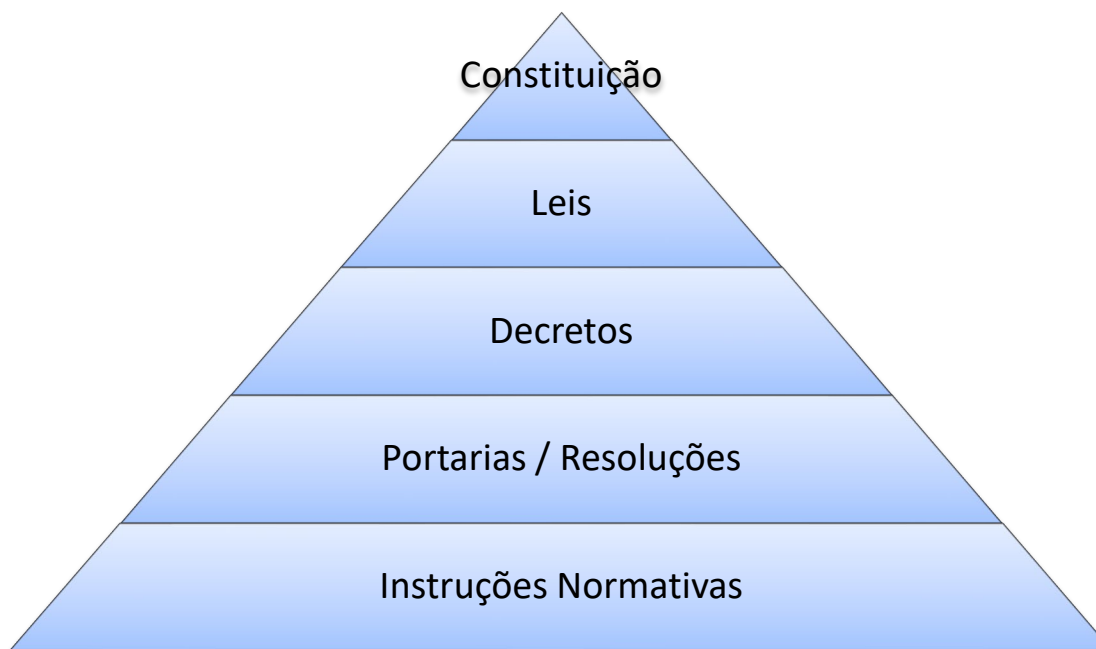 Constituição
Leis
Decretos
Portarias / Resoluções
Instruções Normativas